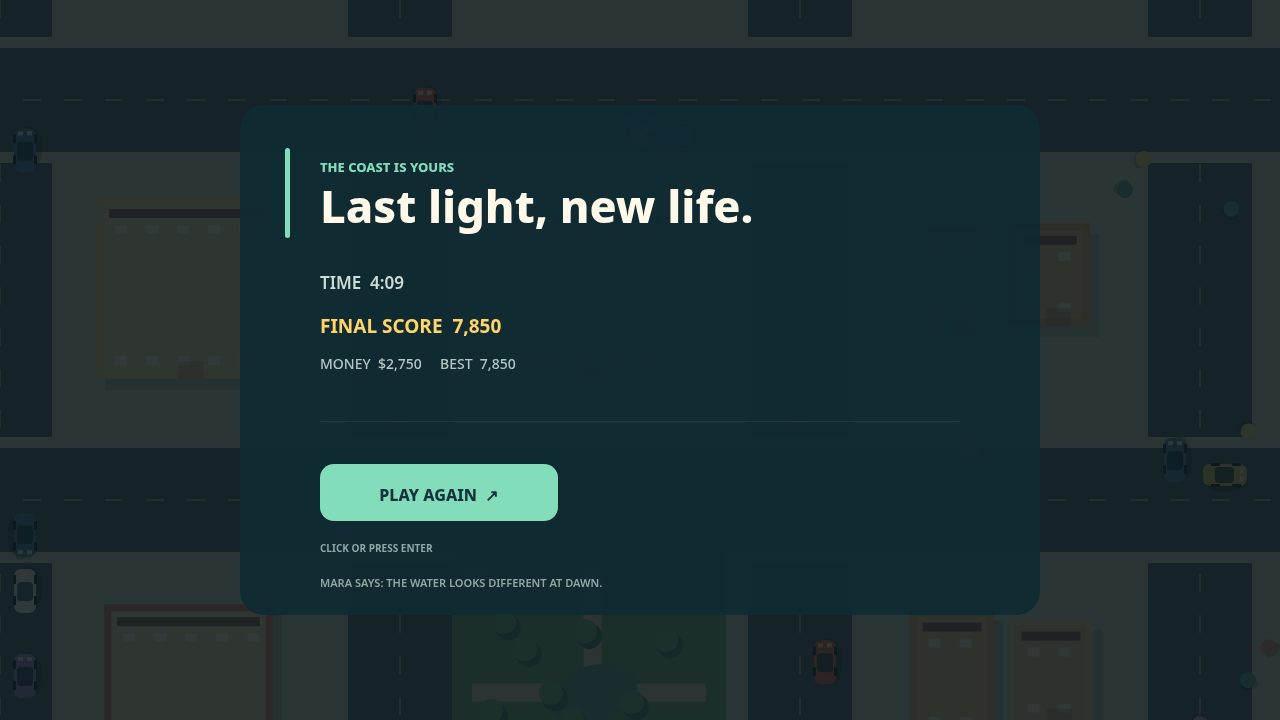 THE COAST IS YOURS
Last light, new life.
TIME 4:09
FINAL SCORE 7,850
MONEY $2,750 BEST 7,850
PLAY AGAIN ↗
CLICK OR PRESS ENTER
MARA SAYS: THE WATER LOOKS DIFFERENT AT DAWN.